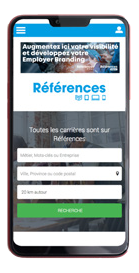 Augmentez ici votre visibilité
et développez votre
Employer Branding
Références
Toutes les carrières sont sur
Références
Métier, Mots-clés ou Entreprise
Ville, Province ou code postal
20 km autour
RECHERCHE